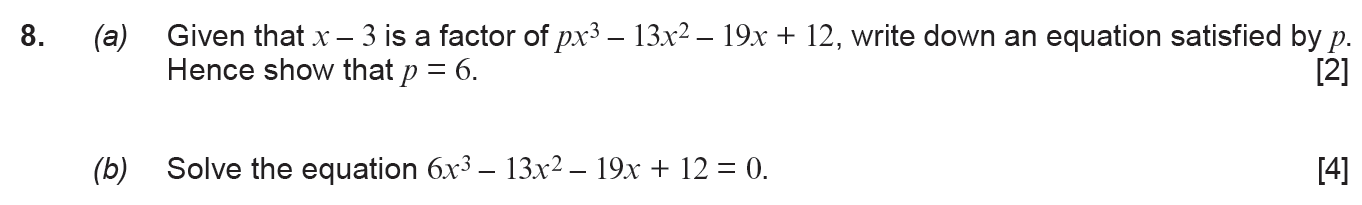 8. (a) Given that x – 3 is a factor of px³ – 13x² – 19x + 12, write down an equation satisfied by p.
Hence show that p = 6. [2]
(b) Solve the equation 6x³ – 13x² – 19x + 12 = 0. [4]